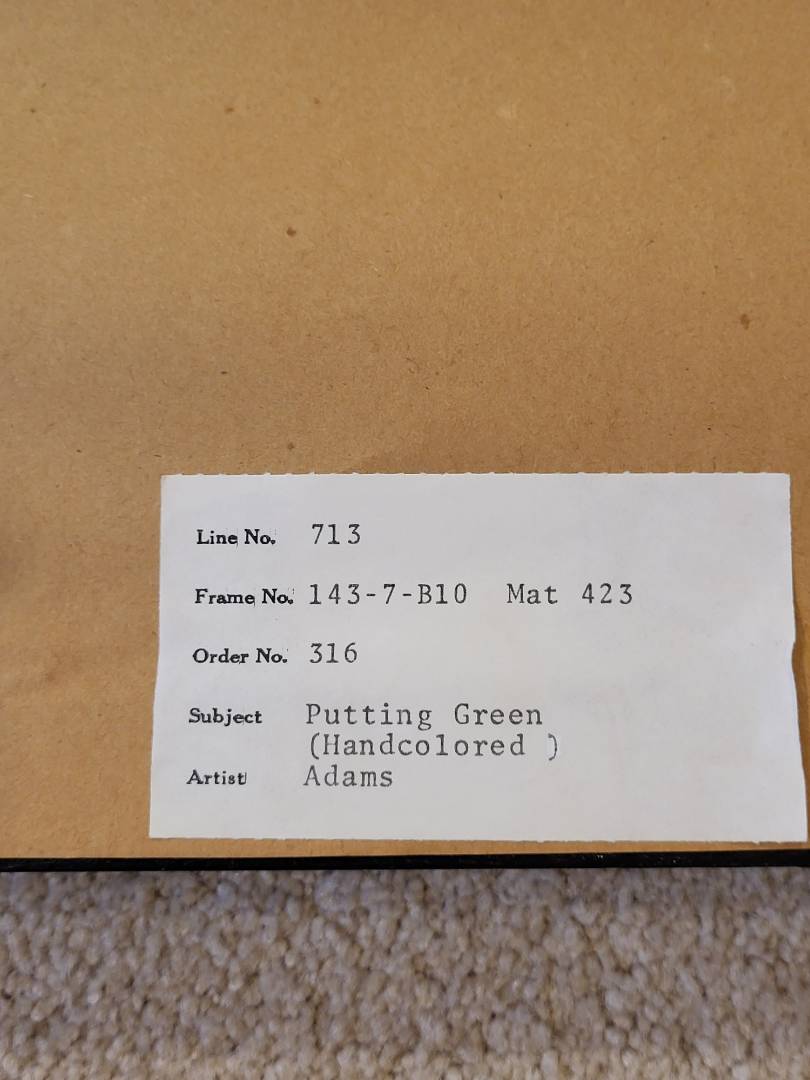 Line No. 713
Frame No. 143-7-B10 Mat 423
Order No. 316
Subject Putting Green
(Handcolored )
Artist Adams